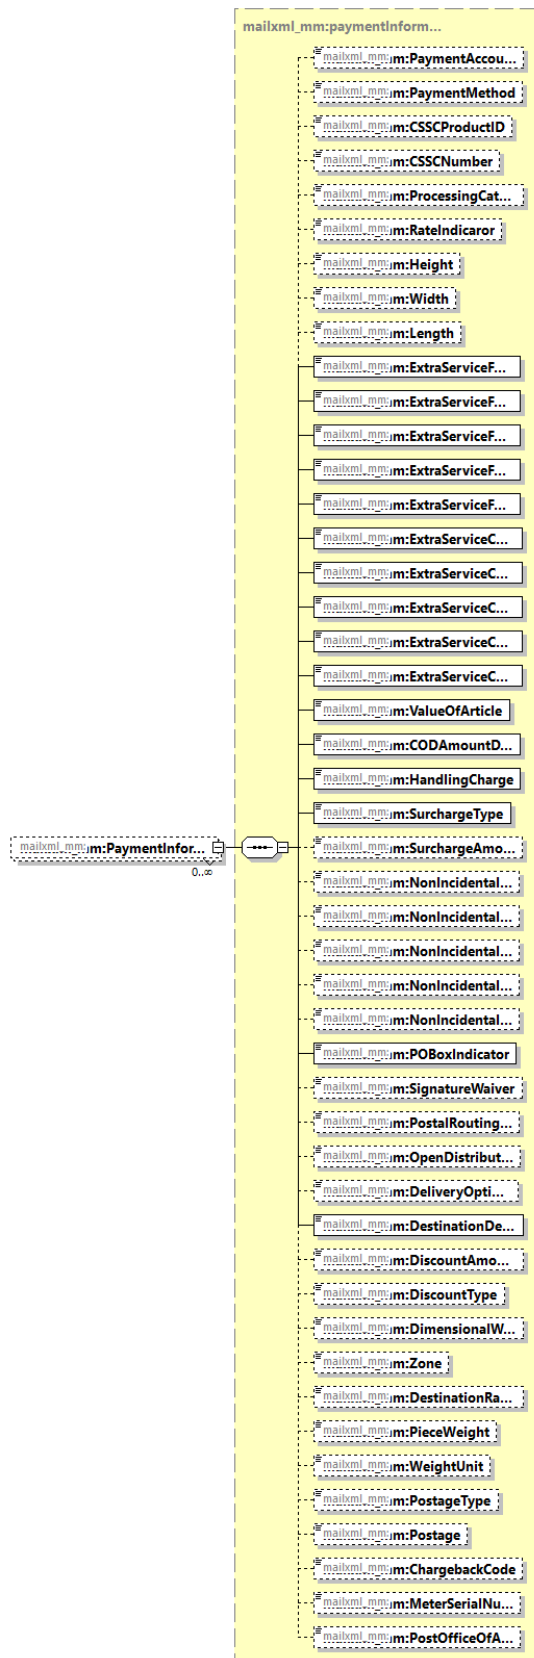 mailxml_mm:paymentInform...
mailxml_mm:PaymentAccou...
mailxml_mm:PaymentMethod
mailxml_mm:CSSCProductID
mailxml_mm:CSSCNumber
mailxml_mm:ProcessingCat...
mailxml_mm:RateIndicaror
mailxml_mm:Height
mailxml_mm:Width
mailxml_mm:Length
mailxml_mm:ExtraServiceF...
mailxml_mm:ExtraServiceF...
mailxml_mm:ExtraServiceF...
mailxml_mm:ExtraServiceF...
mailxml_mm:ExtraServiceF...
mailxml_mm:ExtraServiceC...
mailxml_mm:ExtraServiceC...
mailxml_mm:ExtraServiceC...
mailxml_mm:ExtraServiceC...
mailxml_mm:ExtraServiceC...
mailxml_mm:ValueOfArticle
mailxml_mm:CODAmountD...
mailxml_mm:HandlingCharge
mailxml_mm:SurchargeType
mailxml_mm:PaymentInfor...
0..∞
mailxml_mm:SurchargeAmo...
mailxml_mm:NonIncidental...
mailxml_mm:NonIncidental...
mailxml_mm:NonIncidental...
mailxml_mm:NonIncidental...
mailxml_mm:NonIncidental...
mailxml_mm:POBoxIndicator
mailxml_mm:SignatureWaiver
mailxml_mm:PostalRouting...
mailxml_mm:OpenDistribut...
mailxml_mm:DeliveryOpti...
mailxml_mm:DestinationDe...
mailxml_mm:DiscountAmo...
mailxml_mm:DiscountType
mailxml_mm:DimensionalW...
mailxml_mm:Zone
mailxml_mm:DestinationRa...
mailxml_mm:PieceWeight
mailxml_mm:WeightUnit
mailxml_mm:PostageType
mailxml_mm:Postage
mailxml_mm:ChargebackCode
mailxml_mm:MeterSerialNu...
mailxml_mm:PostOfficeOfA...